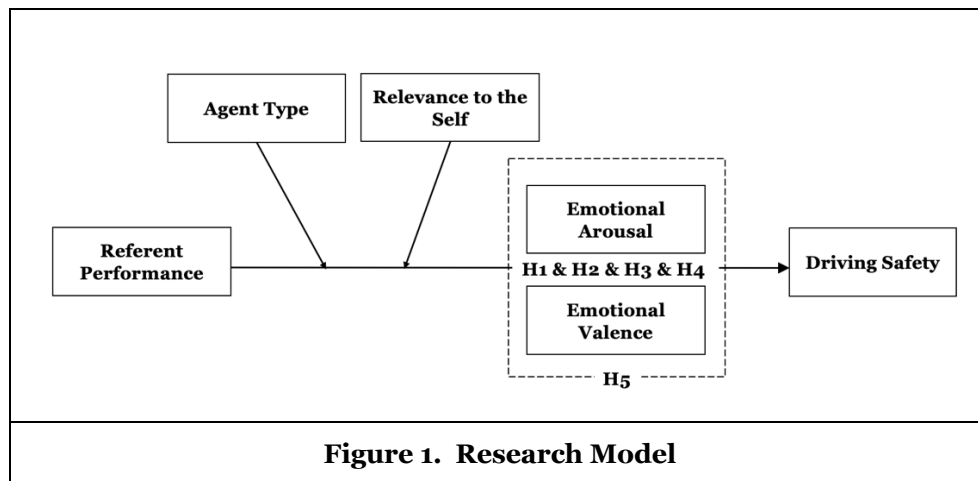 Agent Type
Relevance to the
Self
Referent
Performance
Emotional
Arousal
H1 & H2 & H3 & H4
Emotional
Valence
H5
Driving Safety
Figure 1. Research Model